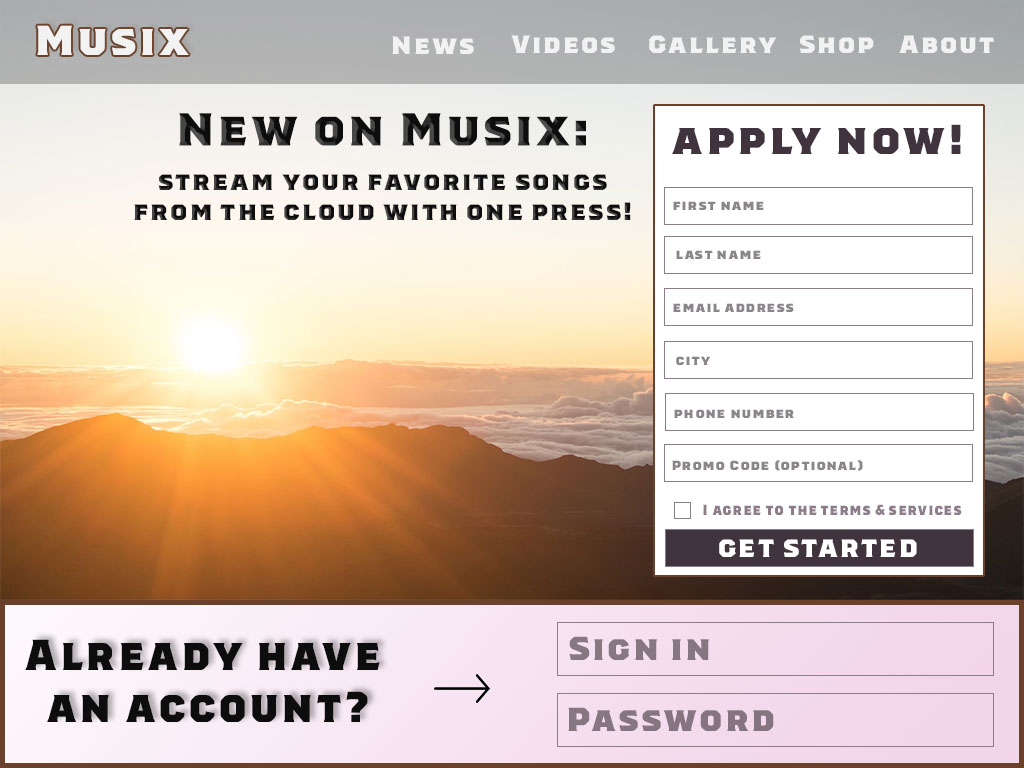 Musix
News Videos Gallery Shop About
New on Musix:
stream your favorite songs
from the cloud with one press!
apply now!
first name
last name
email address
city
phone number
Promo Code (optional)
I agree to the terms & services
get started
Already have
an account?
Sign in
Password